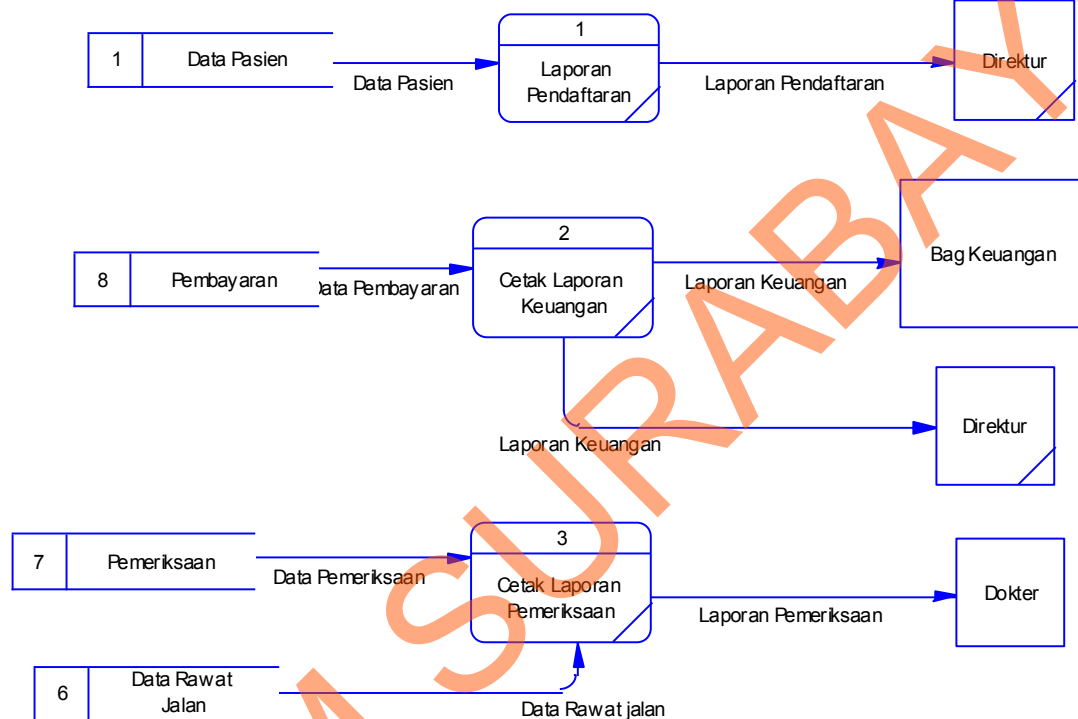 1
Data Pasien
Data Pasien
1
Laporan
Pendaftaran
Laporan Pendaftaran
Direktur
8
Pembayaran
Data Pembayaran
2
Cetak Laporan
Keuangan
Laporan Keuangan
Bag Keuangan
Laporan Keuangan
Direktur
7
Pemeriksaan
Data Pemeriksaan
3
Cetak Laporan
Pemeriksaan
Laporan Pemeriksaan
Dokter
6
Data Rawat
Jalan
Data Rawat jalan
M SURABAY